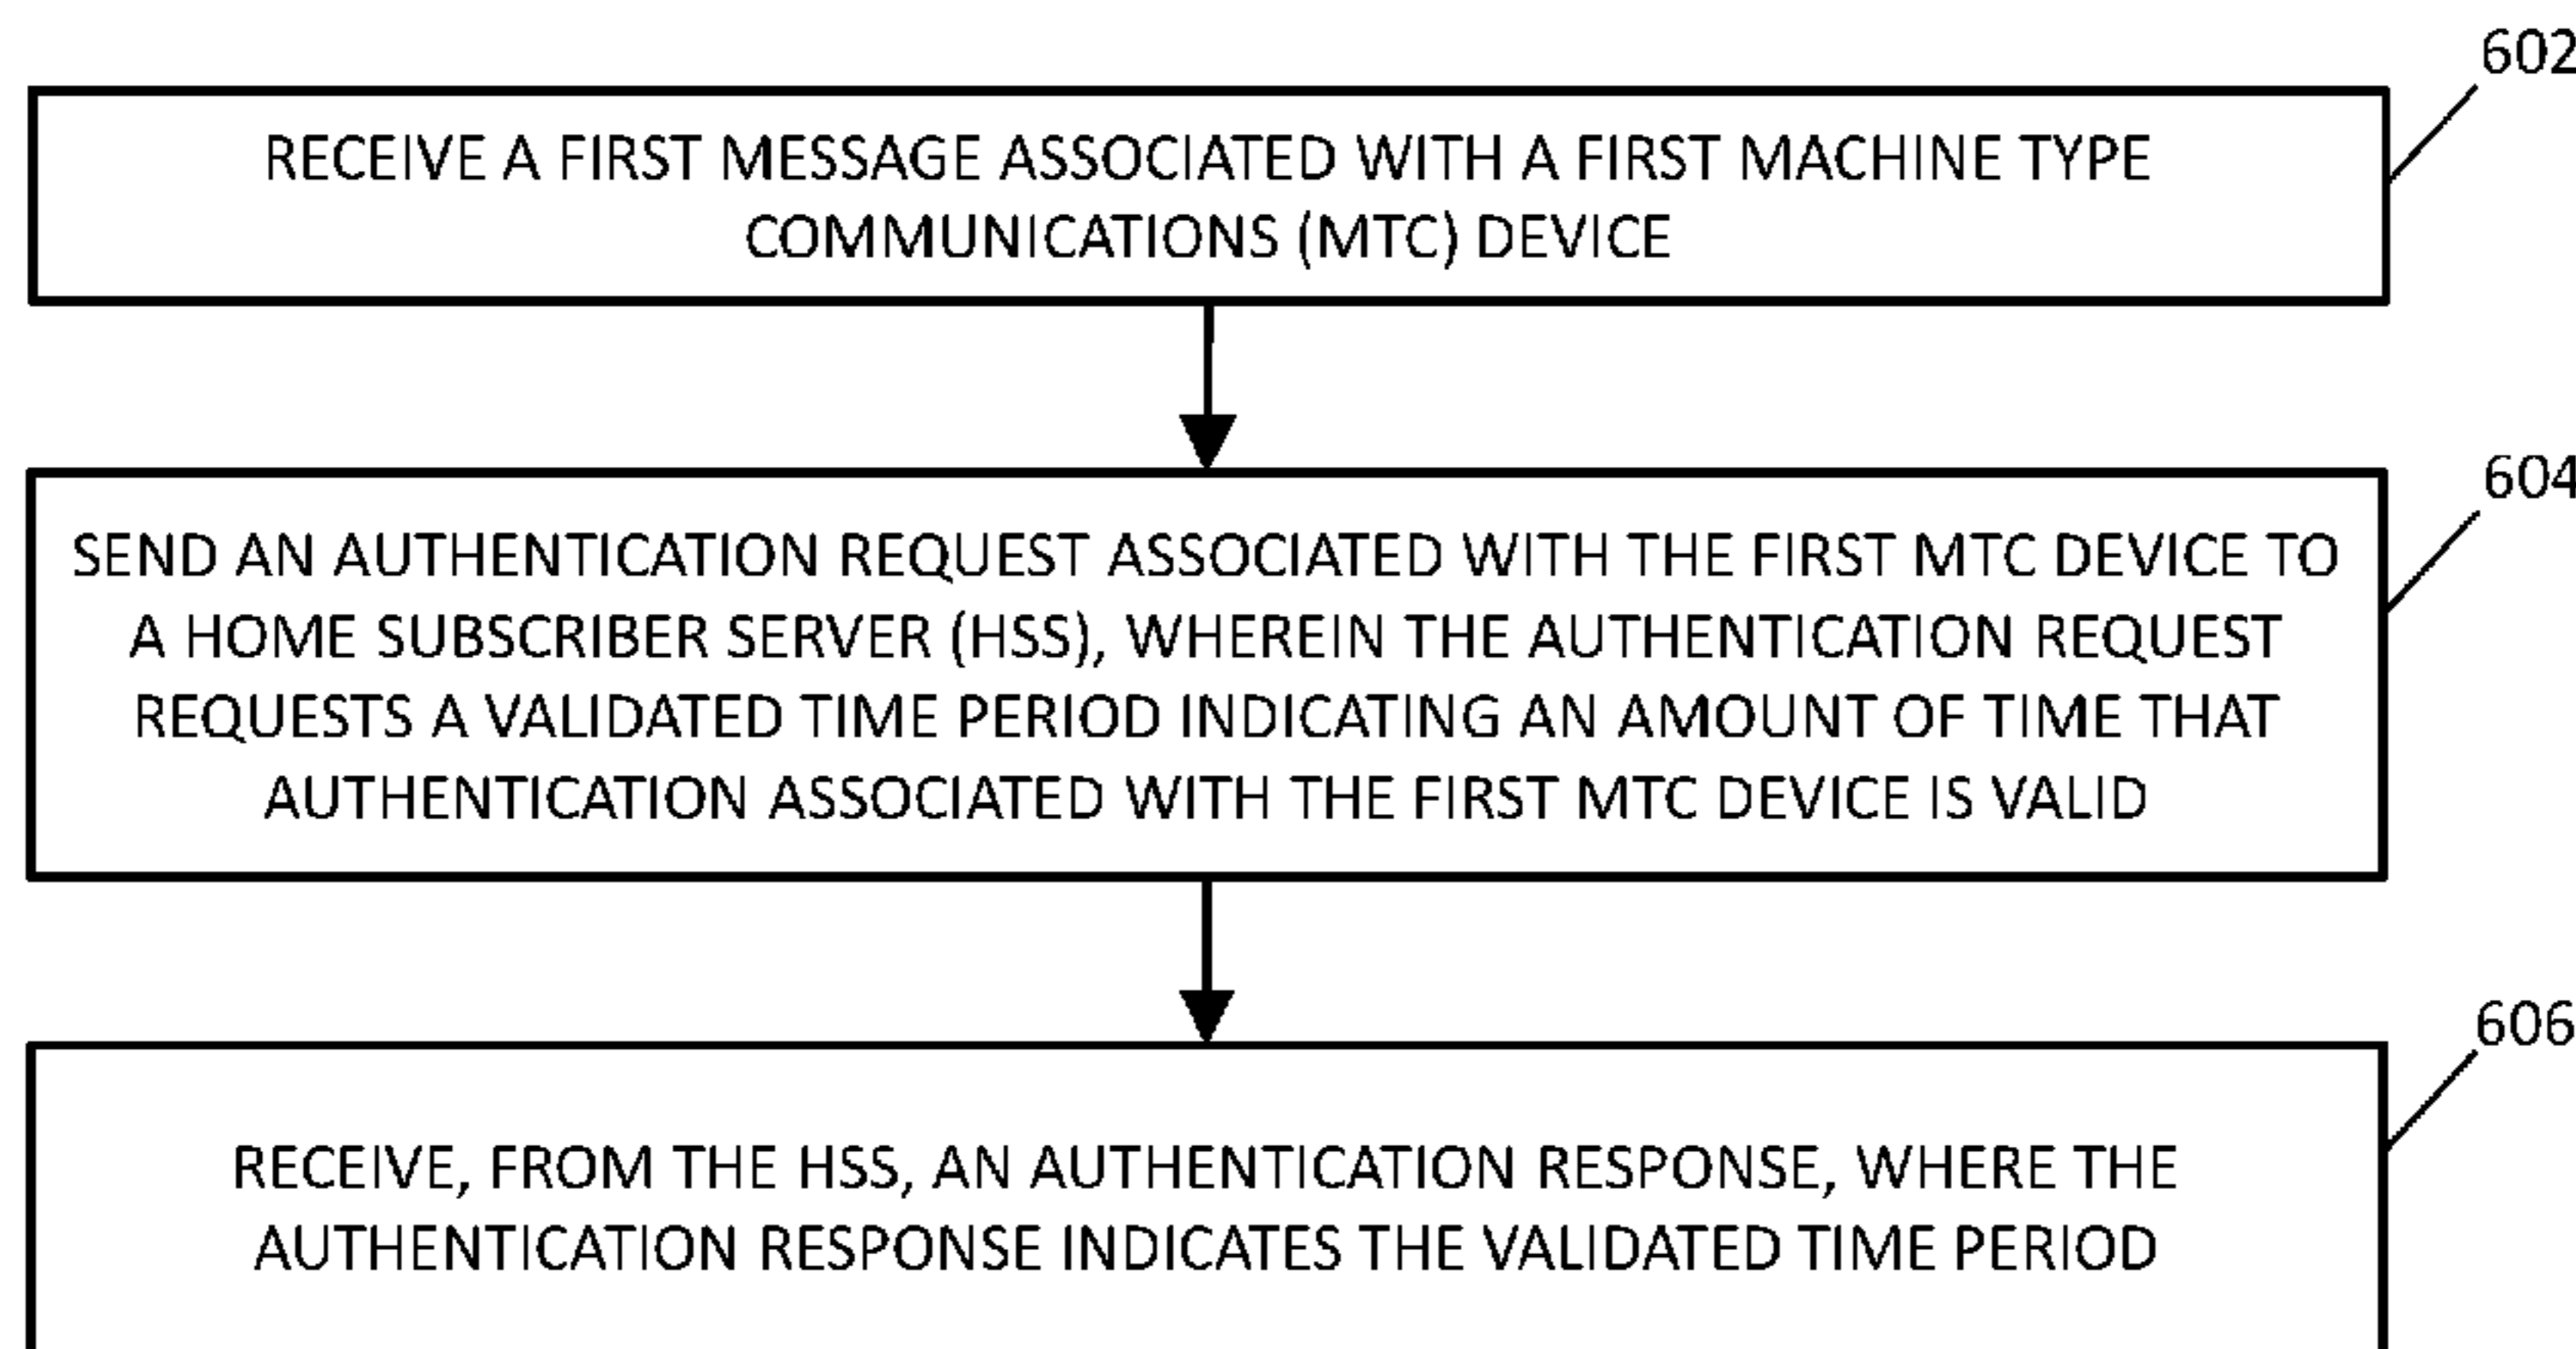 602
RECEIVE A FIRST MESSAGE ASSOCIATED WITH A FIRST MACHINE TYPE
COMMUNICATIONS (MTC) DEVICE
604
SEND AN AUTHENTICATION REQUEST ASSOCIATED WITH THE FIRST MTC DEVICE TO
A HOME SUBSCRIBER SERVER (HSS), WHEREIN THE AUTHENTICATION REQUEST
REQUESTS A VALIDATED TIME PERIOD INDICATING AN AMOUNT OF TIME THAT
AUTHENTICATION ASSOCIATED WITH THE FIRST MTC DEVICE IS VALID
606
RECEIVE, FROM THE HSS, AN AUTHENTICATION RESPONSE, WHERE THE
AUTHENTICATION RESPONSE INDICATES THE VALIDATED TIME PERIOD